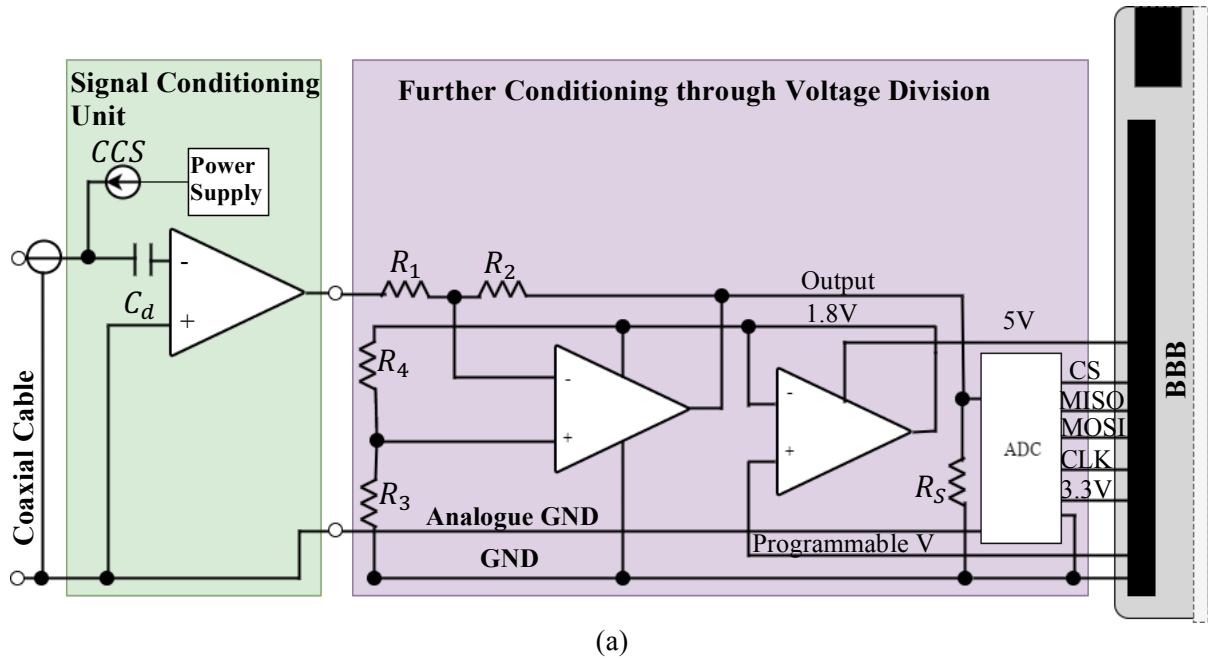 Signal Conditioning
Unit
Further Conditioning through Voltage Division
CCS
Power
Supply
-
+
C_d
Coaxial Cable
R_1
R_2
Output
1.8V
5V
R_4
-
+
-
+
R_3
R_S
ADC
CS
MISO
MOSI
CLK
3.3V
BBB
Analogue GND
Programmable V
GND
(a)